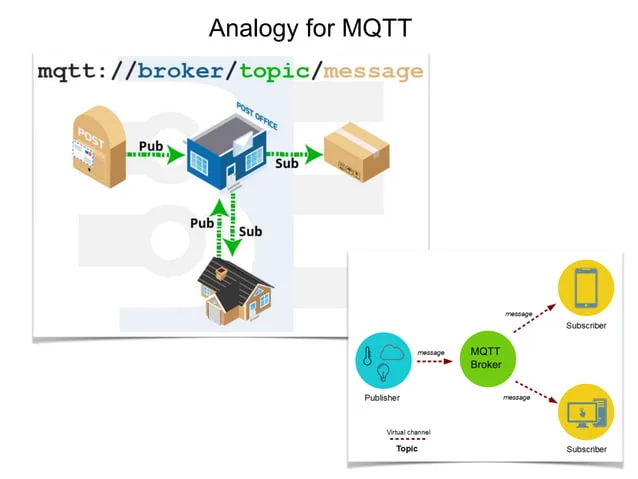 Analogy for MQTT
mqtt://broker/topic/message
POST OFFICE
POST
Pub
Sub
Pub
Sub
message
Subscriber
MQTT
Broker
message
Publisher
message
Virtual channel
Topic
Subscriber